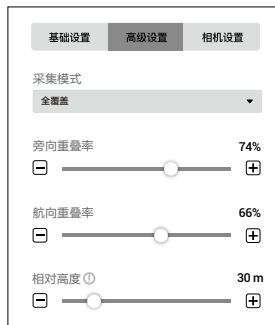 基础设置 高级设置 相机设置
采集模式
全覆盖
旁向重叠率 74%
航向重叠率 66%
相对高度 30 m